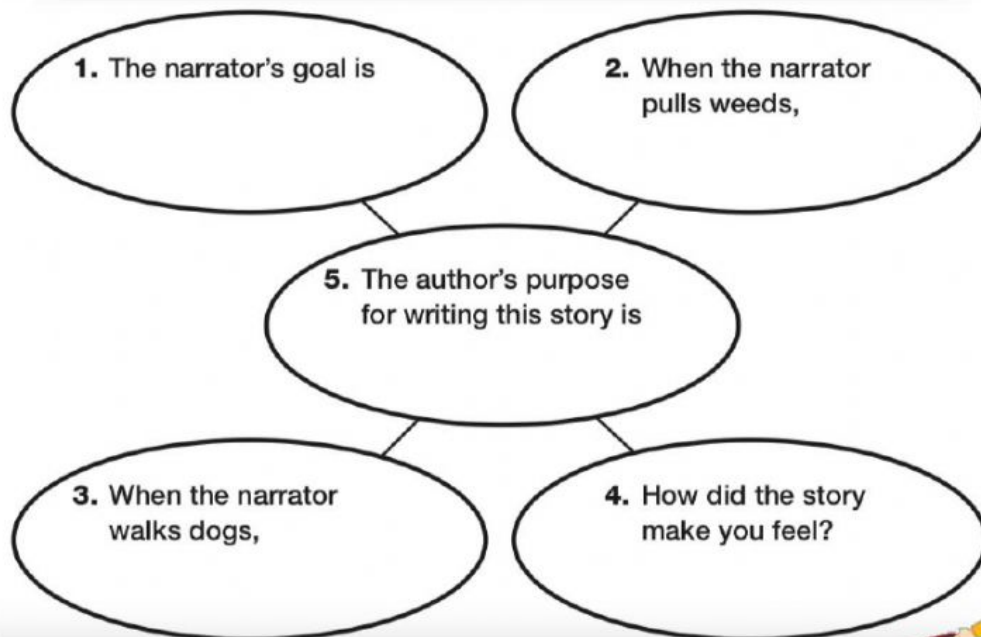 1. The narrator's goal is
2. When the narrator
pulls weeds,
5. The author's purpose
for writing this story is
3. When the narrator
walks dogs,
4. How did the story
make you feel?